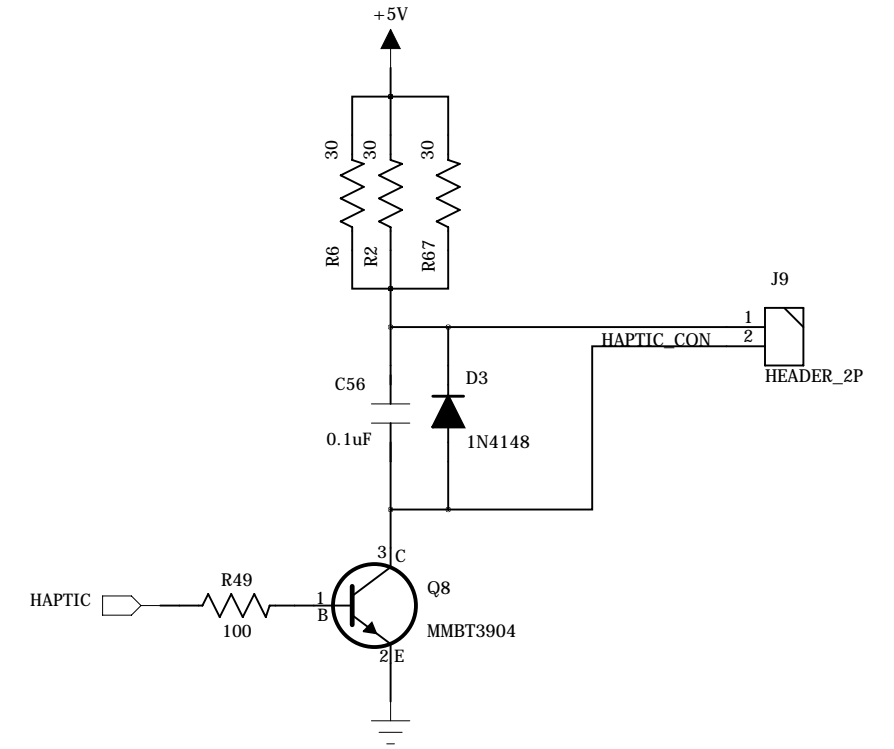 +5V
30
30
30
R6
R2
R67
J9
1
HAPTIC_CON
2
HEADER_2P
C56
D3
0.1uF
1N4148
3
C
R49
Q8
HAPTIC
1
B
100
MMBT3904
2
E